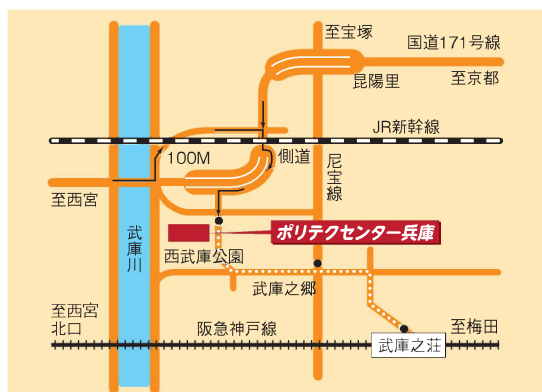 至宝塚
国道171号線
昆陽里
至京都
JR新幹線
100M
側道
尼宝線
至西宮
武庫川
ポリテクセンター兵庫
西武庫公園
武庫之郷
至西宮
北口
阪急神戸線
至梅田
武庫之荘